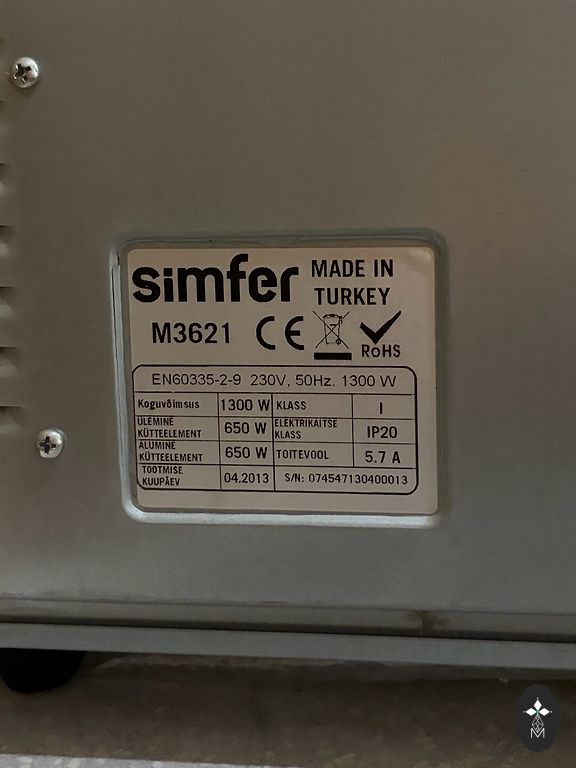 simfer MADE IN TURKEY
M3621 CE RoHS
EN60335-2-9 230V, 50Hz, 1300 W
Koguvõimsus 1300 W KLASS I
ÜLEMINE KÜTTEELEMENT 650 W ELEKTRIKAITSE KLASS IP20
ALUMINE KÜTTEELEMENT 650 W TOITEVOOL 5.7 A
TOOTMISE KUUPÄEV 04.2013 S/N: 074547130400013
M